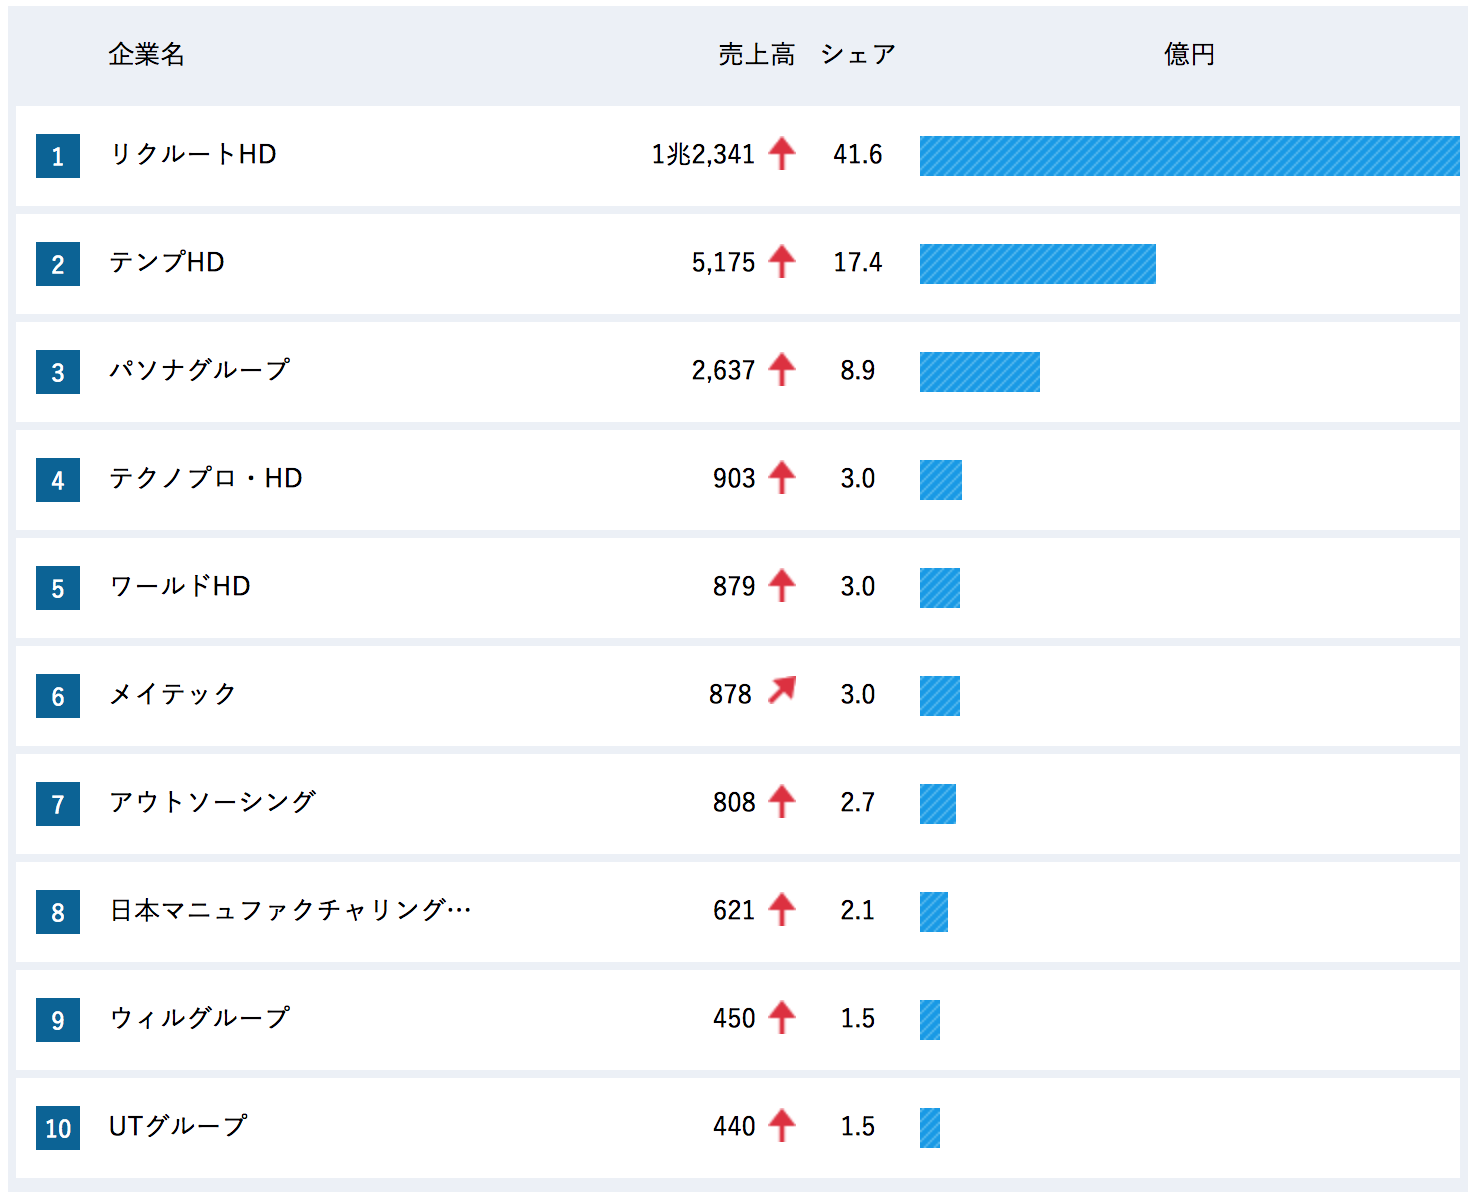 企業名 売上高 シェア 億円
1 リクルートHD 1兆2,341 41.6
2 テンプHD 5,175 17.4
3 パソナグループ 2,637 8.9
4 テクノプロ・HD 903 3.0
5 ワールドHD 879 3.0
6 メイテック 878 3.0
7 アウトソーシング 808 2.7
8 日本マニュファクチャリング… 621 2.1
9 ウィルグループ 450 1.5
10 UTグループ 440 1.5